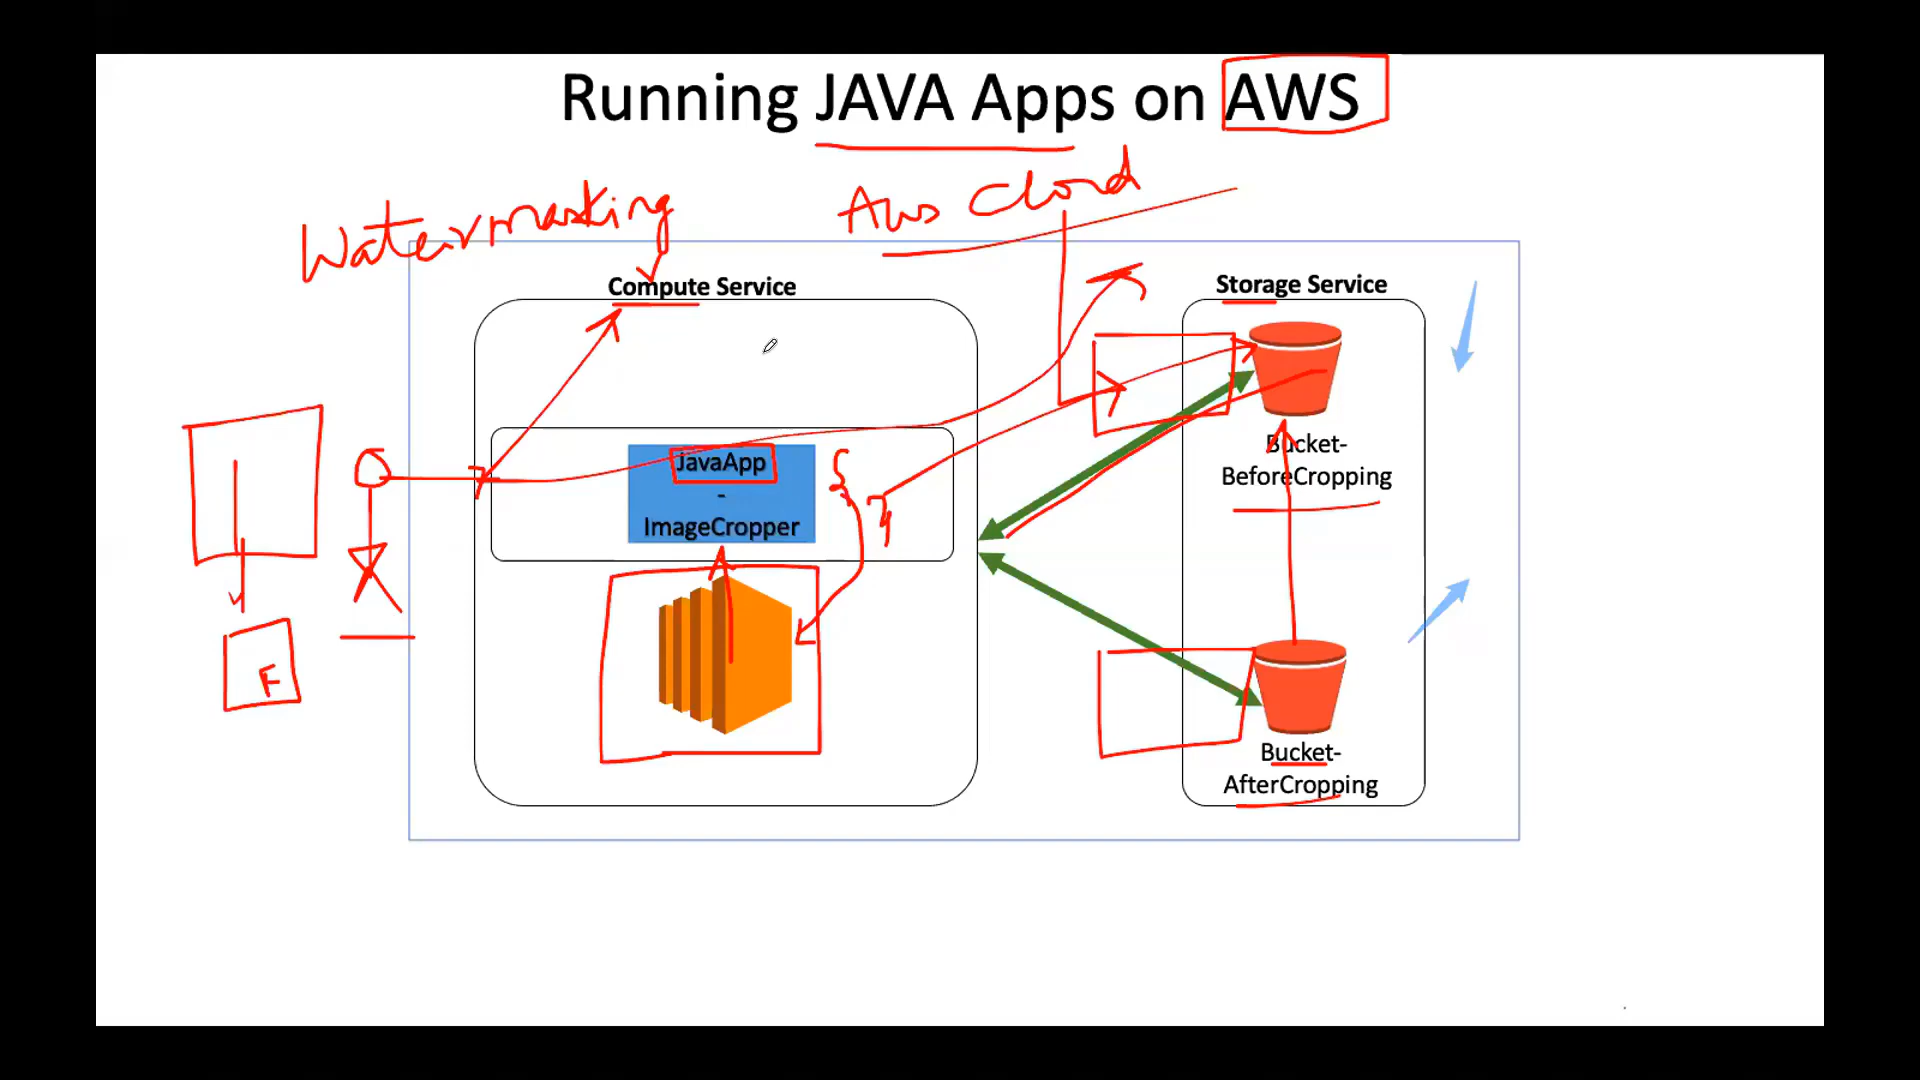 Running JAVA Apps on AWS
Watermarking
Aws Cloud
Compute Service
Storage Service
JavaApp
-
ImageCropper
Bucket-
BeforeCropping
F
Bucket-
AfterCropping